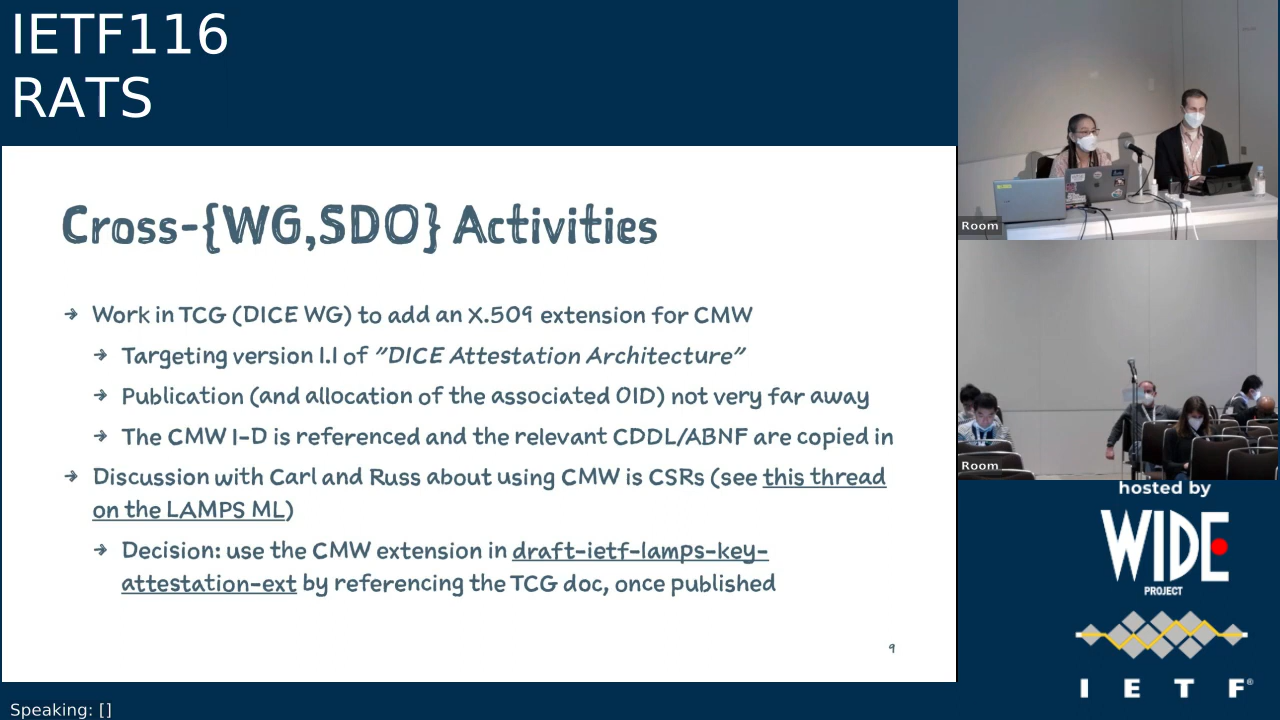 IETF116
RATS
Cross-{WG,SDO} Activities
→ Work in TCG (DICE WG) to add an X.509 extension for CMW
→ Targeting version 1.1 of "DICE Attestation Architecture"
→ Publication (and allocation of the associated OID) not very far away
→ The CMW I-D is referenced and the relevant CDDL/ABNF are copied in
→ Discussion with Carl and Russ about using CMW is CSRs (see this thread
on the LAMPS ML)
→ Decision: use the CMW extension in draft-ietf-lamps-key-
attestation-ext by referencing the TCG doc, once published
9
Speaking: []
Room
Room
hosted by
WIDE
PROJECT
I E T F®